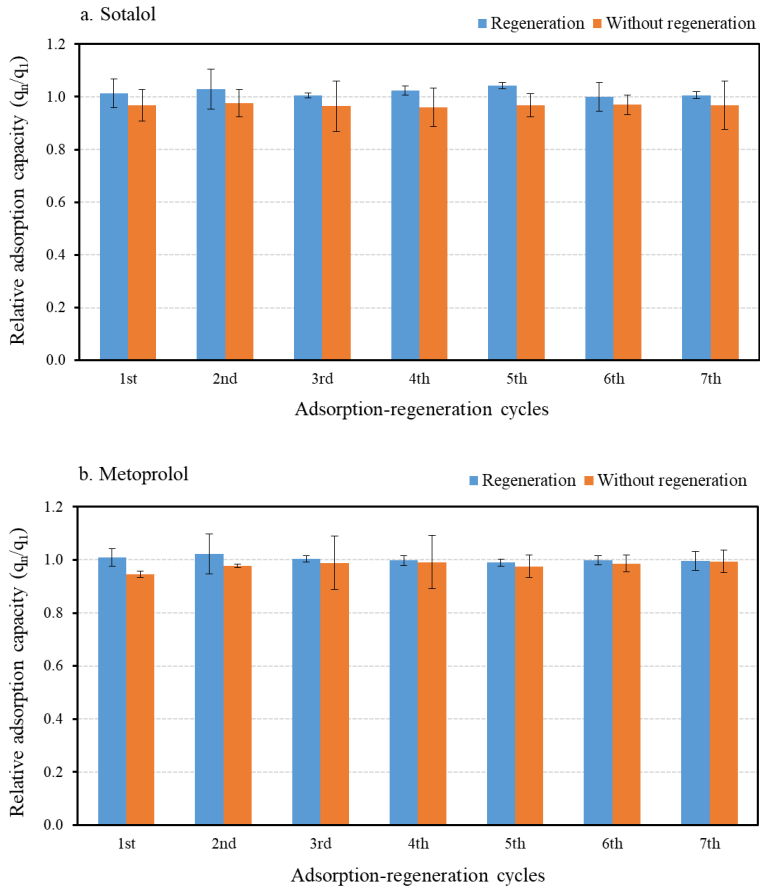 a. Sotalol
Regeneration Without regeneration
Relative adsorption capacity (qn/q1)
1.2
1.0
0.8
0.6
0.4
0.2
0.0
1st 2nd 3rd 4th 5th 6th 7th
Adsorption-regeneration cycles
b. Metoprolol
Regeneration Without regeneration
Relative adsorption capacity (qn/q1)
1.2
1.0
0.8
0.6
0.4
0.2
0.0
1st 2nd 3rd 4th 5th 6th 7th
Adsorption-regeneration cycles